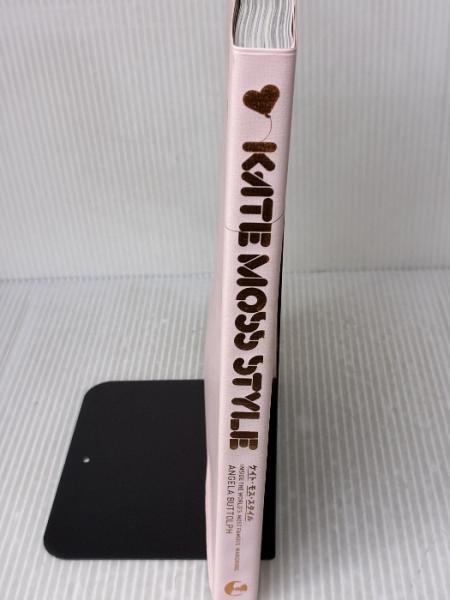 KATE MOSS STYLE
ケイト・モス・スタイル
INSIDE THE WORLD'S MOST FAMOUS WARDROBE
ANGELA BUTTOLPH